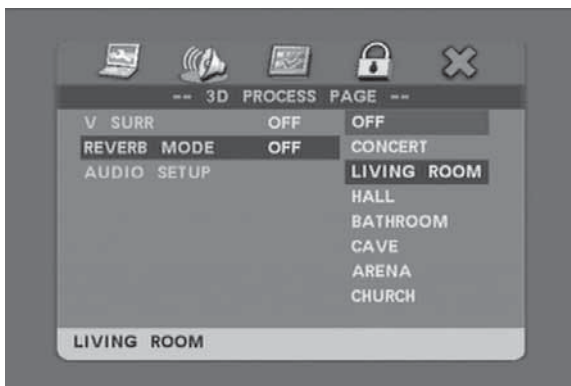 -- 3D PROCESS PAGE --
V SURR OFF OFF
REVERB MODE OFF CONCERT
AUDIO SETUP LIVING ROOM
HALL
BATHROOM
CAVE
ARENA
CHURCH
LIVING ROOM